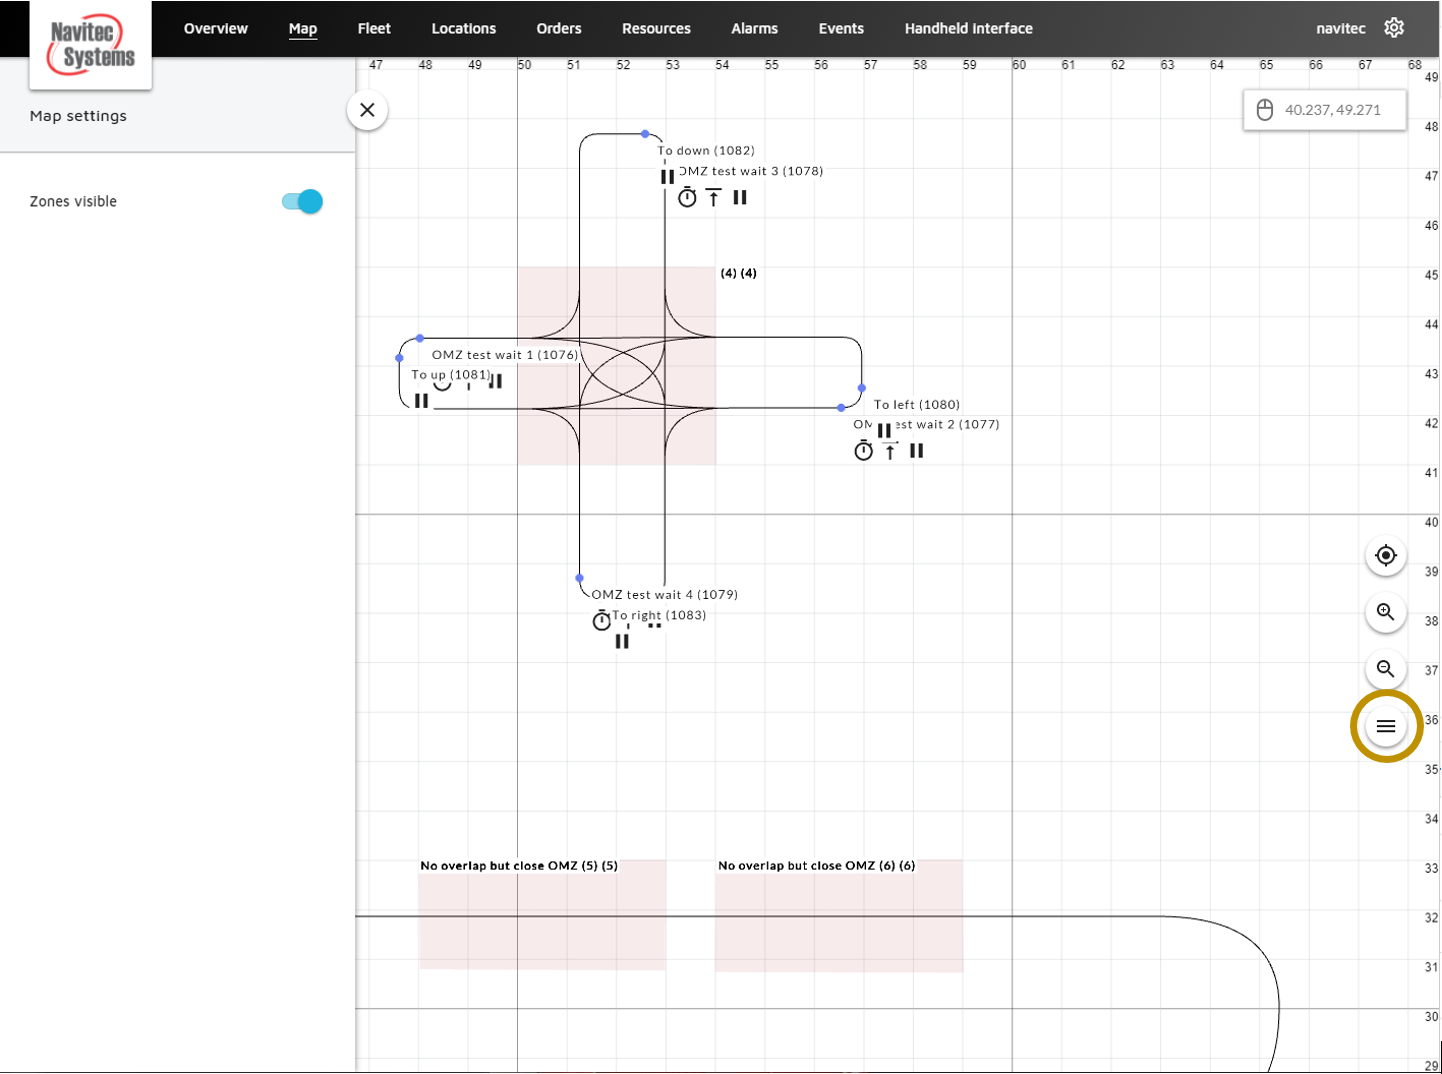 Navitec
Systems
Overview
Map
Fleet
Locations
Orders
Resources
Alarms
Events
Handheld interface
navitec
Map settings
Zones visible
47 48 49 50 51 52 53 54 55 56 57 58 59 60 61 62 63 64 65 66 67 68
49
40.237, 49.271
48
To down (1082)
OMZ test wait 3 (1078)
47
46
(4) (4)
45
44
OMZ test wait 1 (1076)
To up (1081)
43
To left (1080)
test wait 2 (1077)
42
41
40
39
OMZ test wait 4 (1079)
To right (1083)
38
37
36
35
34
No overlap but close OMZ (5) (5)
No overlap but close OMZ (6) (6)
33
32
31
30
29